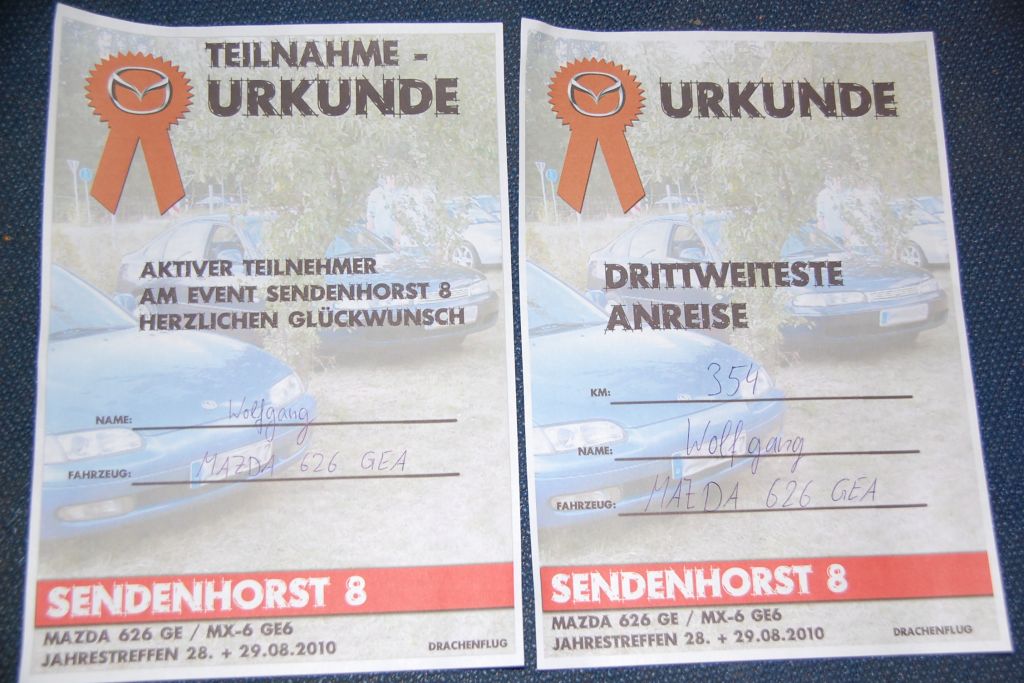 TEILNAHME -
URKUNDE
AKTIVER TEILNEHMER
AM EVENT SENDENHORST 8
HERZLICHEN GLÜCKWUNSCH
NAME: Wolfgang
FAHRZEUG: MAZDA 626 GEA
SENDENHORST 8
MAZDA 626 GE / MX-6 GE6
JAHRESTREFFEN 28. + 29.08.2010
DRACHENFLUG
URKUNDE
DRITTWEITESTE
ANREISE
KM: 354
NAME: Wolfgang
FAHRZEUG: MAZDA 626 GEA
SENDENHORST 8
MAZDA 626 GE / MX-6 GE6
JAHRESTREFFEN 28. + 29.08.2010
DRACHENFLUG